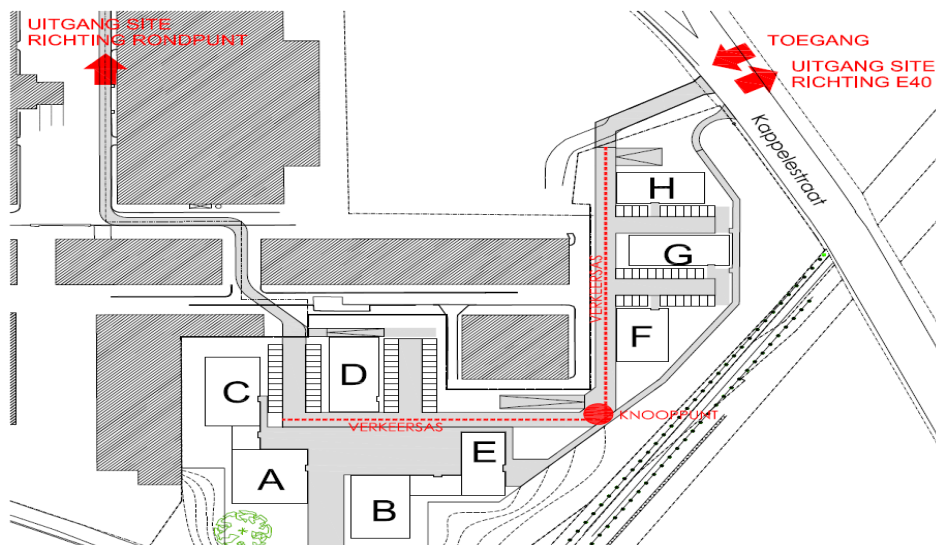 UITGANG SITE
RICHTING RONDPUNT
TOEGANG
UITGANG SITE
RICHTING E40
Kappelestraat
H
G
VERKEERSAS
F
D
C
KNOOPPUNT
VERKEERSAS
E
A
B